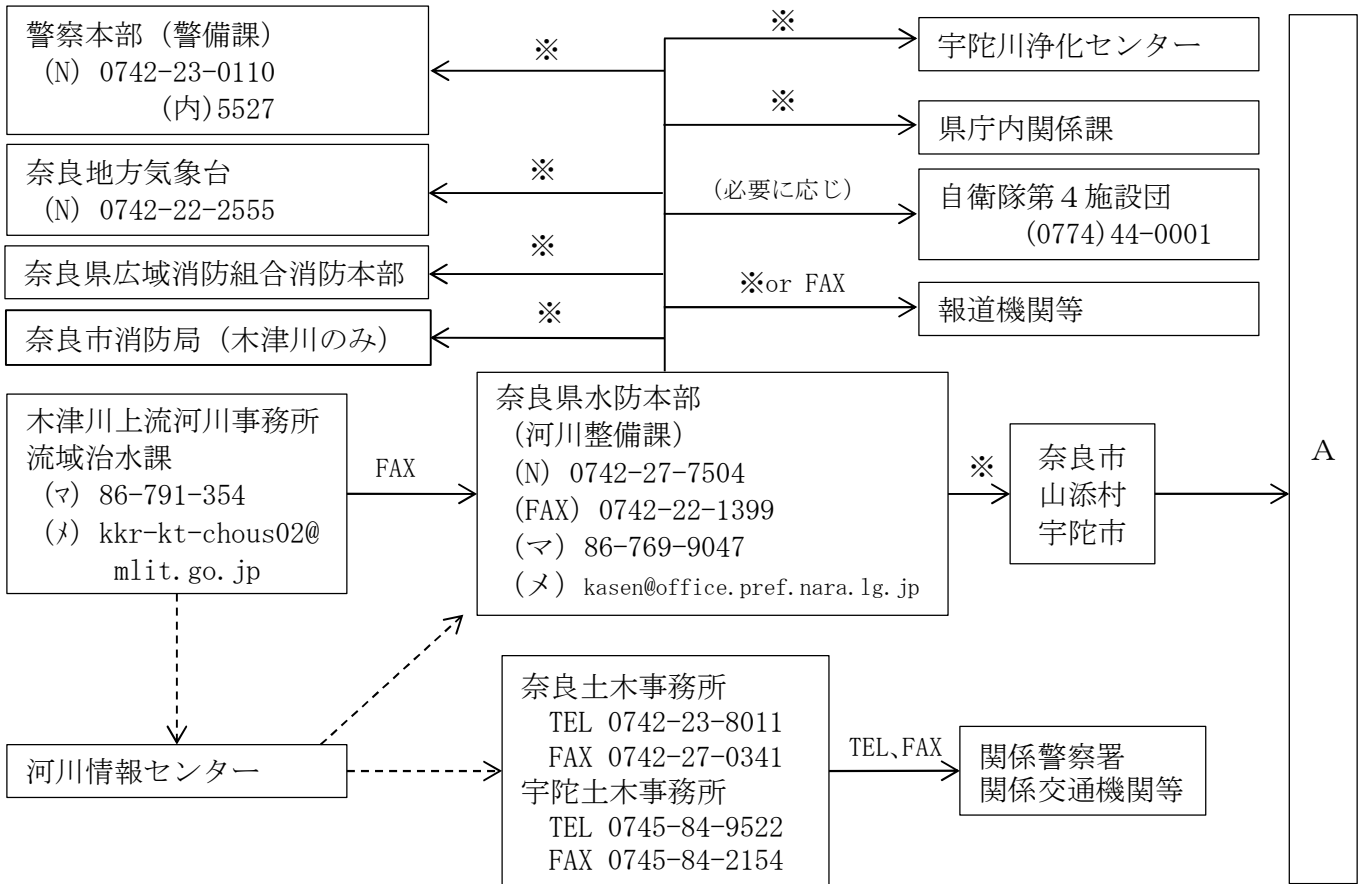 警察本部（警備課）
(N) 0742-23-0110
(内)5527
※
※
宇陀川浄化センター
※
県庁内関係課
奈良地方気象台
(N) 0742-22-2555
※
(必要に応じ)
自衛隊第４施設団
(0774)44-0001
奈良県広域消防組合消防本部
※
※or FAX
報道機関等
奈良市消防局（木津川のみ）
※
木津川上流河川事務所
流域治水課
(マ) 86-791-354
(メ) kkr-kt-chous02@
mlit.go.jp
FAX
奈良県水防本部
（河川整備課）
(N) 0742-27-7504
(FAX) 0742-22-1399
（マ）86-769-9047
（メ）kasen@office.pref.nara.lg.jp
※
奈良市
山添村
宇陀市
A
河川情報センター
奈良土木事務所
TEL 0742-23-8011
FAX 0742-27-0341
宇陀土木事務所
TEL 0745-84-9522
FAX 0745-84-2154
TEL、FAX
関係警察署
関係交通機関等